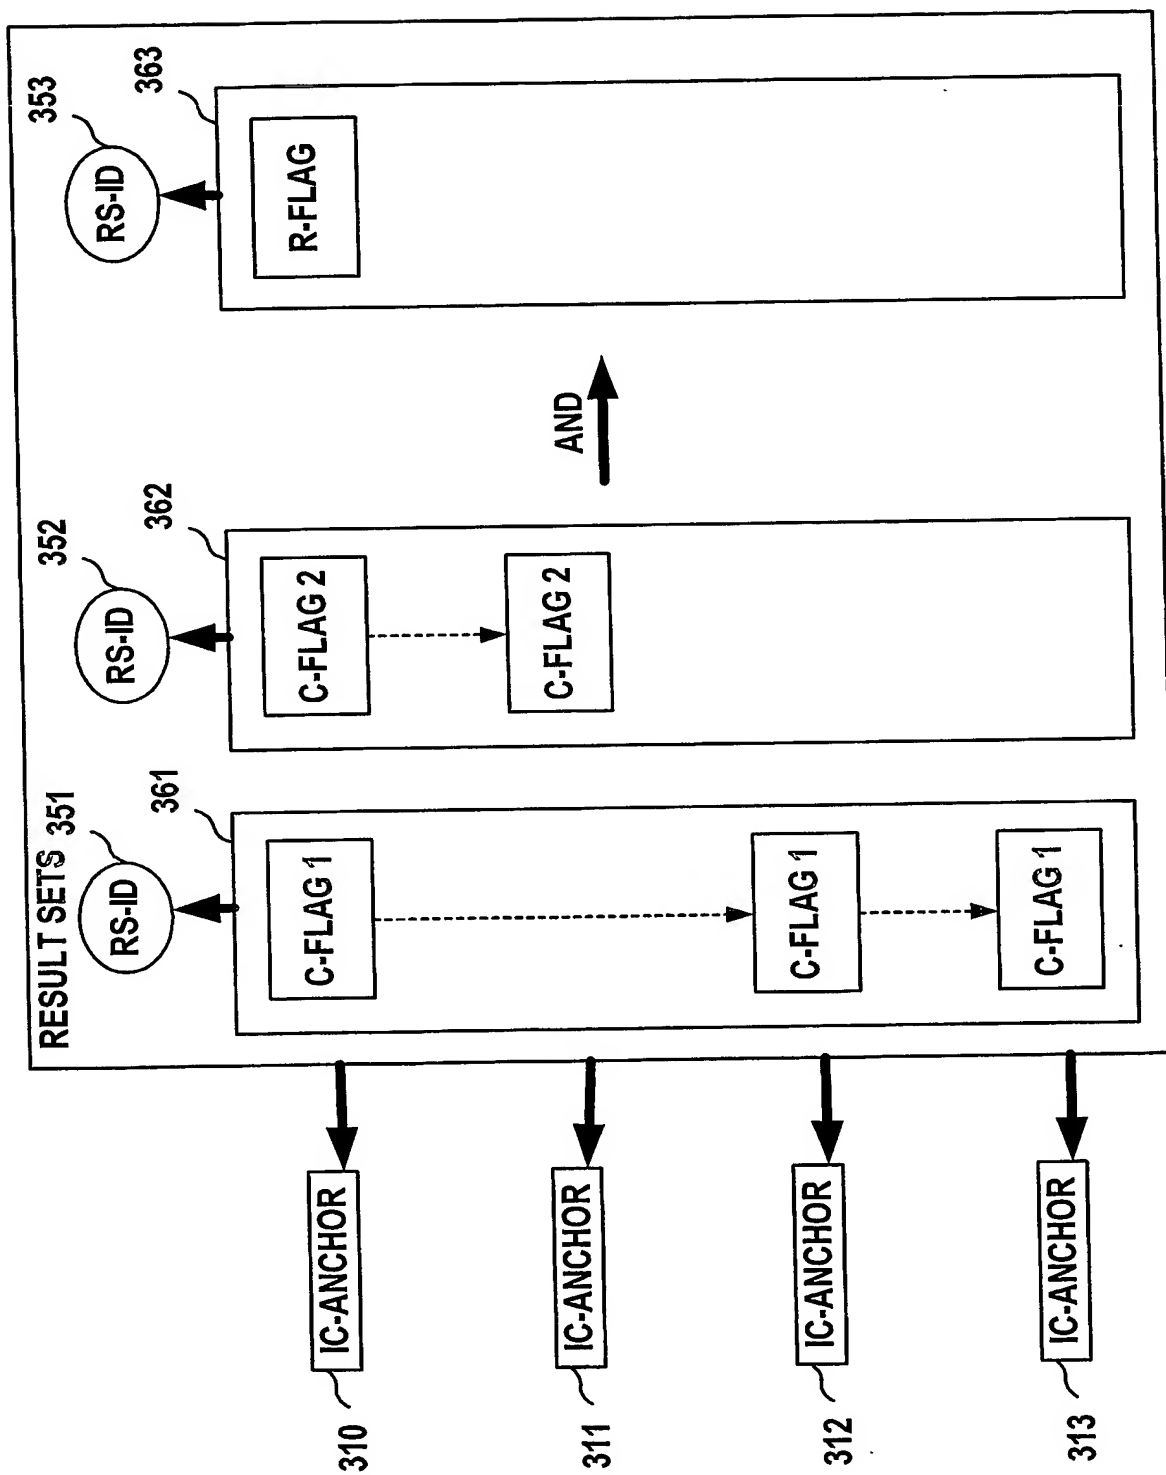 RESULT SETS
351
352
353
RS-ID
RS-ID
RS-ID
361
362
363
310
IC-ANCHOR
C-FLAG 1
C-FLAG 2
R-FLAG
311
IC-ANCHOR
C-FLAG 2
AND
312
IC-ANCHOR
C-FLAG 1
313
IC-ANCHOR
C-FLAG 1